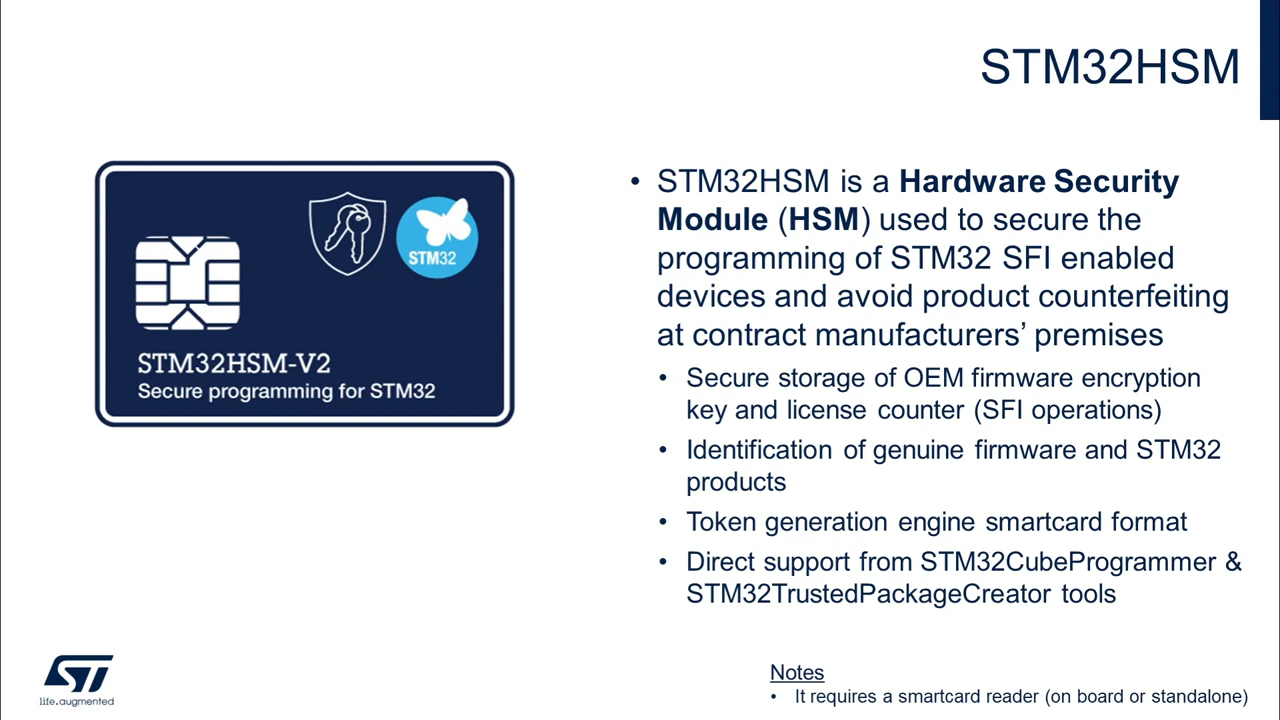 STM32HSM
STM32
STM32HSM-V2
Secure programming for STM32
• STM32HSM is a Hardware Security
Module (HSM) used to secure the
programming of STM32 SFI enabled
devices and avoid product counterfeiting
at contract manufacturers’ premises
• Secure storage of OEM firmware encryption
key and license counter (SFI operations)
• Identification of genuine firmware and STM32
products
• Token generation engine smartcard format
• Direct support from STM32CubeProgrammer &
STM32TrustedPackageCreator tools
ST
life.augmented
Notes
• It requires a smartcard reader (on board or standalone)